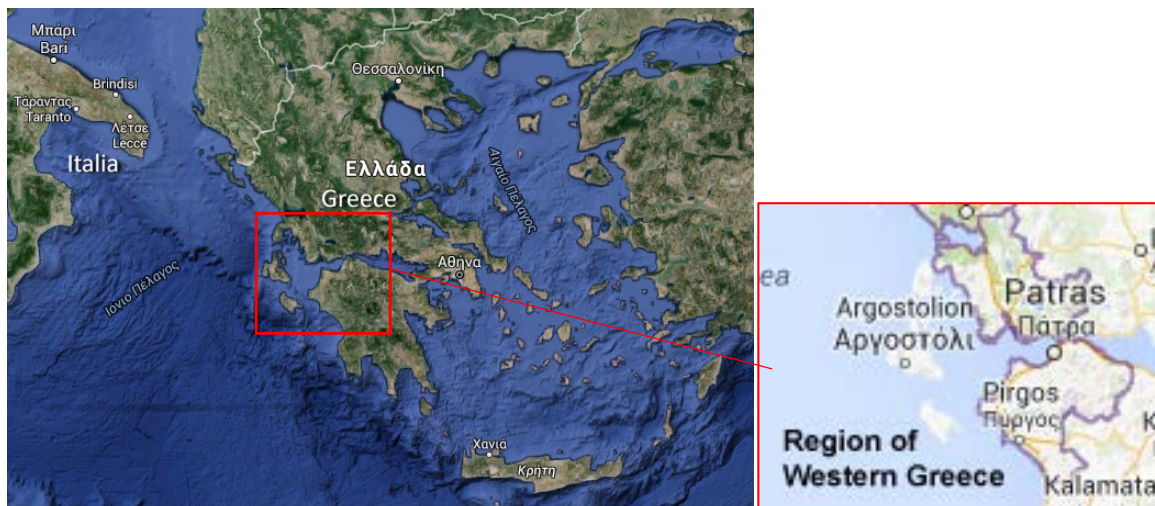 Μπάρι
Bari
Brindisi
Τάραντας
Taranto
Λέτσε
Lecce
Italia
Θεσσαλονίκη
Ελλάδα
Greece
Αιγαίο Πέλαγος
Αθήνα
Ιόνιο Πέλαγος
Χανιά
Κρήτη
ea
Argostolion
Αργοστόλι
Patras
Πάτρα
Pirgos
Πύργος
Region of
Western Greece
K
Kalamata